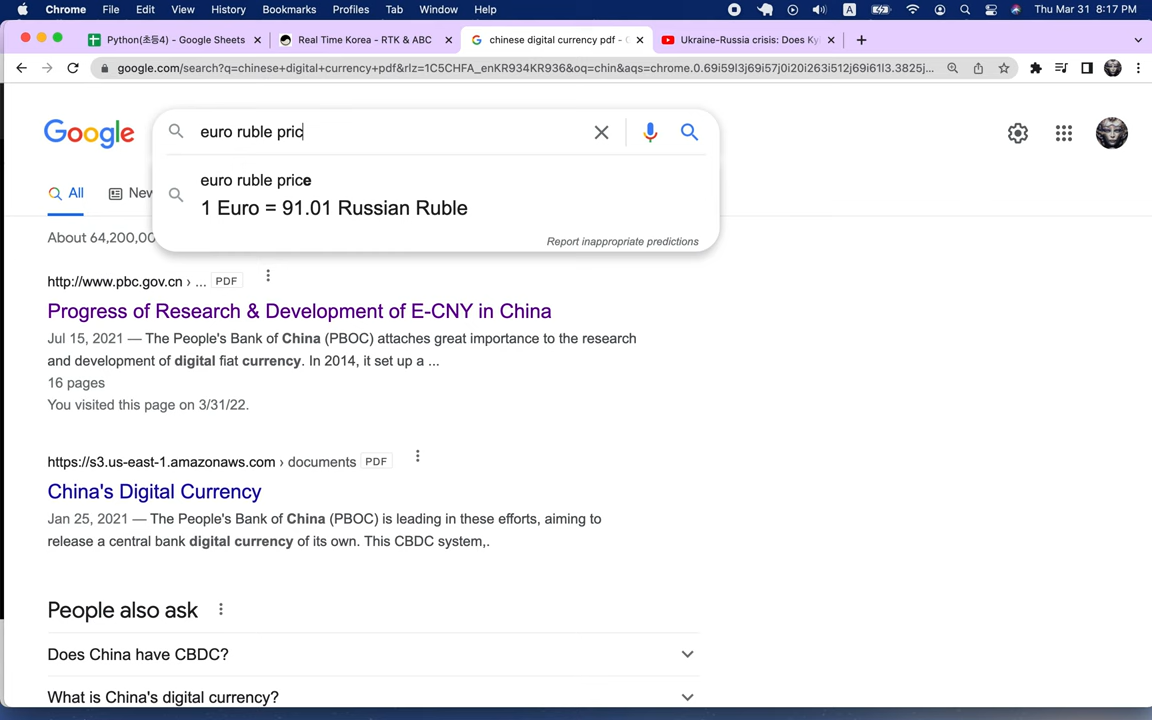 Chrome File Edit View History Bookmarks Profiles Tab Window Help A Thu Mar 31 8:17 PM
Python(초등4) - Google Sheets Real Time Korea - RTK & ABC chinese digital currency pdf - Ukraine-Russia crisis: Does Ky
google.com/search?q=chinese+digital+currency+pdf&rlz=1C5CHFA_enKR934KR936&oq=chin&aqs=chrome.0.69i59l3j69i57j0i20i263i512j69i61l3.3825j...
Google
euro ruble pric
euro ruble price
1 Euro = 91.01 Russian Ruble
Report inappropriate predictions
All New
About 64,200,00
http://www.pbc.gov.cn › ... PDF
Progress of Research & Development of E-CNY in China
Jul 15, 2021 — The People's Bank of China (PBOC) attaches great importance to the research
and development of digital fiat currency. In 2014, it set up a ...
16 pages
You visited this page on 3/31/22.
https://s3.us-east-1.amazonaws.com › documents PDF
China's Digital Currency
Jan 25, 2021 — The People's Bank of China (PBOC) is leading in these efforts, aiming to
release a central bank digital currency of its own. This CBDC system,.
People also ask
Does China have CBDC?
What is China's digital currency?